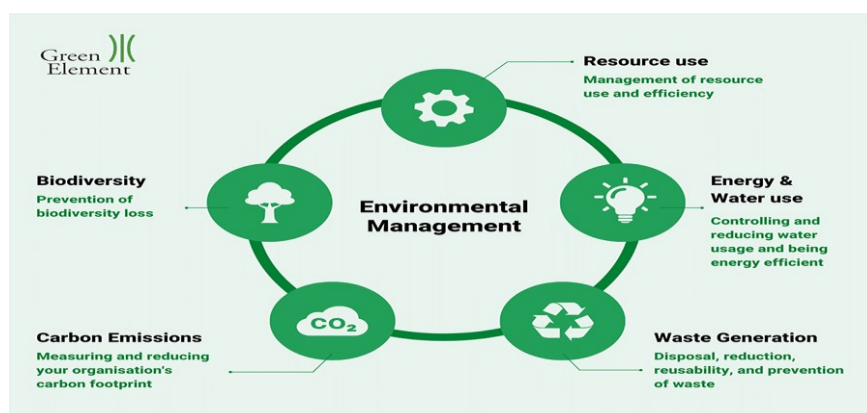 Green
Element
Resource use
Management of resource
use and efficiency
Biodiversity
Prevention of
biodiversity loss
Environmental
Management
Energy &
Water use
Controlling and
reducing water
usage and being
energy efficient
CO₂
Carbon Emissions
Measuring and reducing
your organisation's
carbon footprint
Waste Generation
Disposal, reduction,
reusability, and prevention
of waste